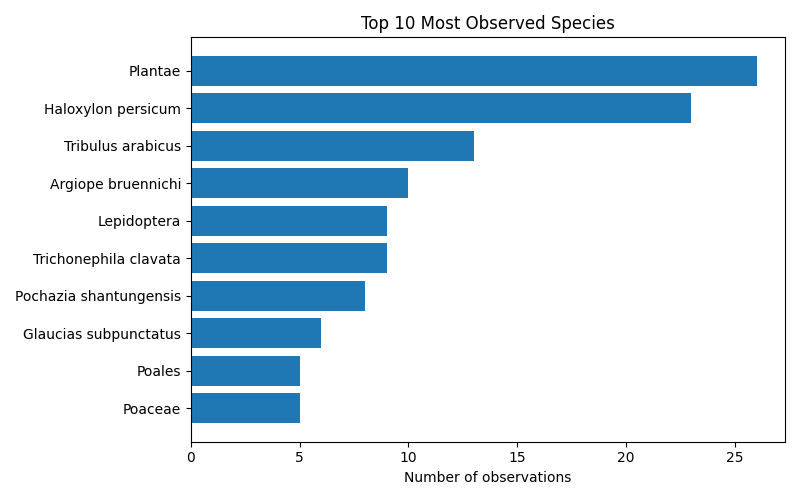 Top 10 Most Observed Species
Plantae
Haloxylon persicum
Tribulus arabicus
Argiope bruennichi
Lepidoptera
Trichonephila clavata
Pochazia shantungensis
Glaucias subpunctatus
Poales
Poaceae
0 5 10 15 20 25
Number of observations